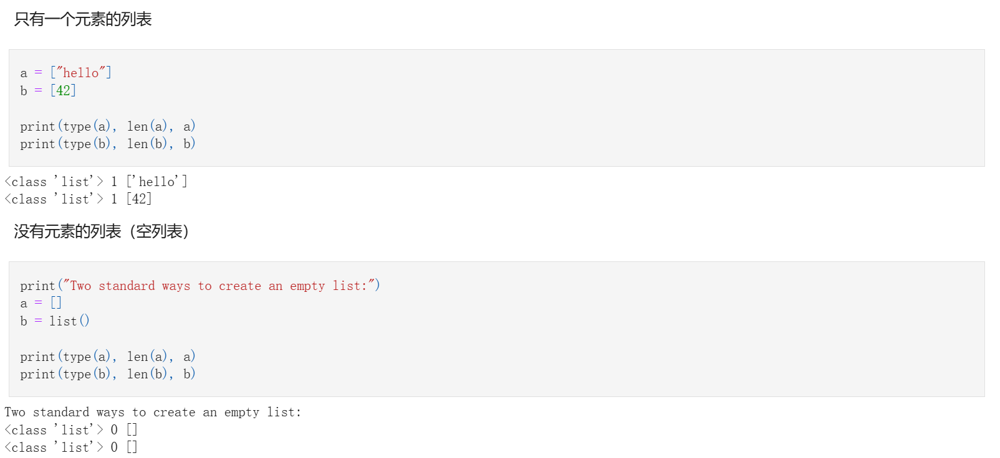 只有一个元素的列表
a = ["hello"]
b = [42]
print(type(a), len(a), a)
print(type(b), len(b), b)
<class 'list'> 1 ['hello']
<class 'list'> 1 [42]
没有元素的列表（空列表）
print("Two standard ways to create an empty list:")
a = []
b = list()
print(type(a), len(a), a)
print(type(b), len(b), b)
Two standard ways to create an empty list:
<class 'list'> 0 []
<class 'list'> 0 []